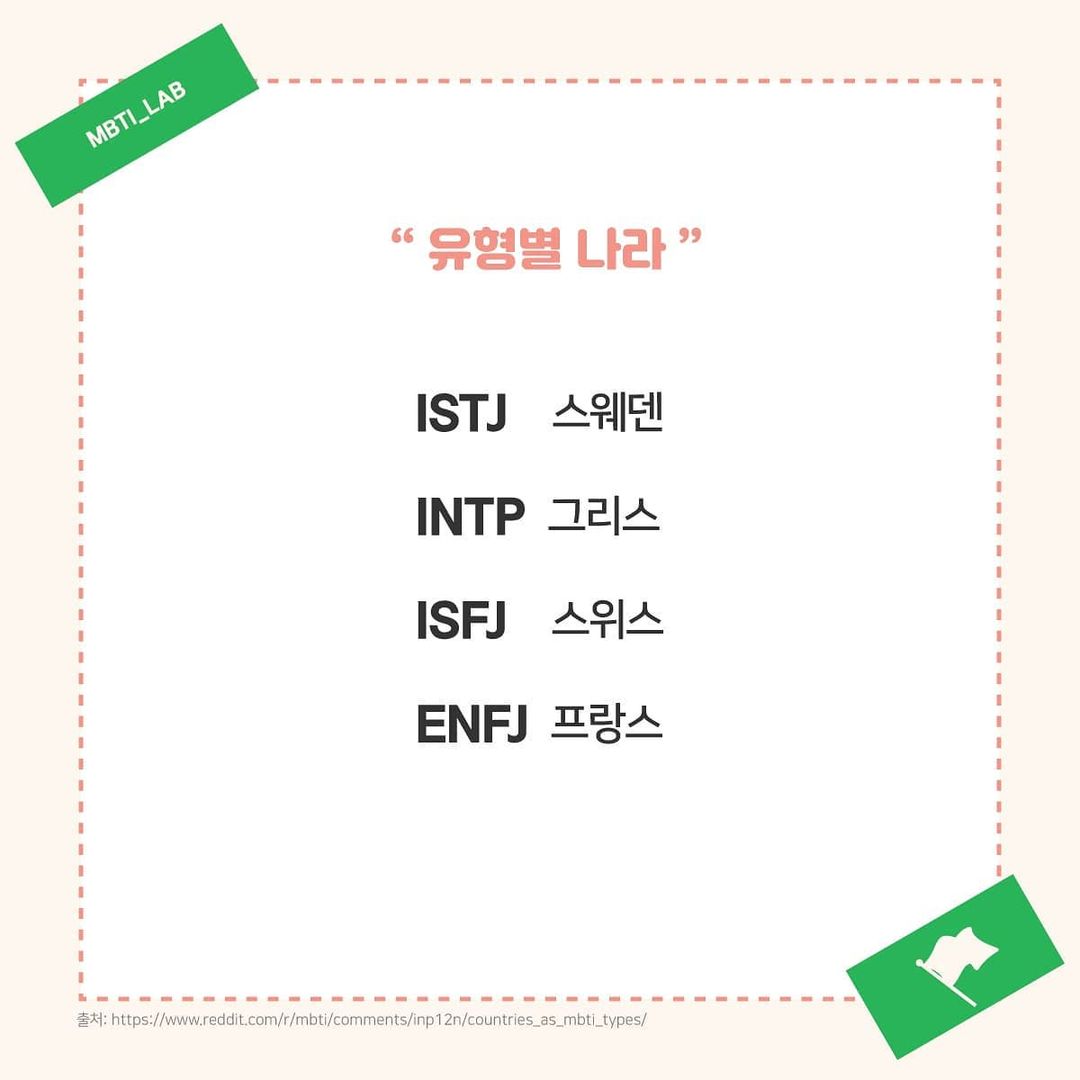 MBTI_LAB
“ 유형별 나라 ”
ISTJ 스웨덴
INTP 그리스
ISFJ 스위스
ENFJ 프랑스
출처: https://www.reddit.com/r/mbti/comments/inp12n/countries_as_mbti_types/